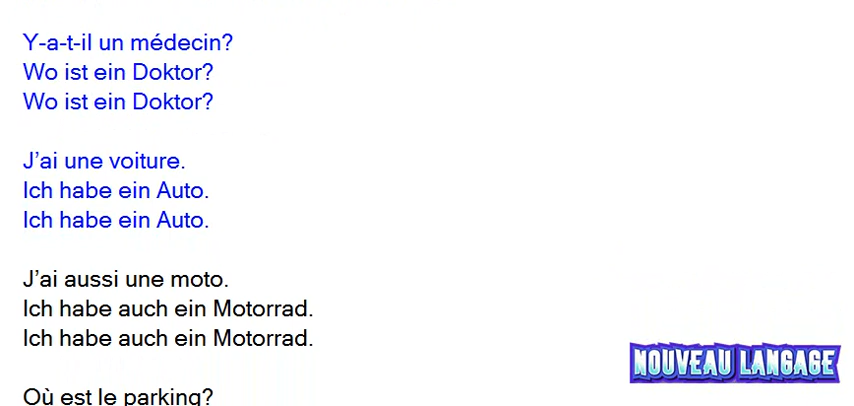 Y-a-t-il un médecin?
Wo ist ein Doktor?
Wo ist ein Doktor?
J’ai une voiture.
Ich habe ein Auto.
Ich habe ein Auto.
J’ai aussi une moto.
Ich habe auch ein Motorrad.
Ich habe auch ein Motorrad.
Où est le parking?
NOUVEAU LANGAGE